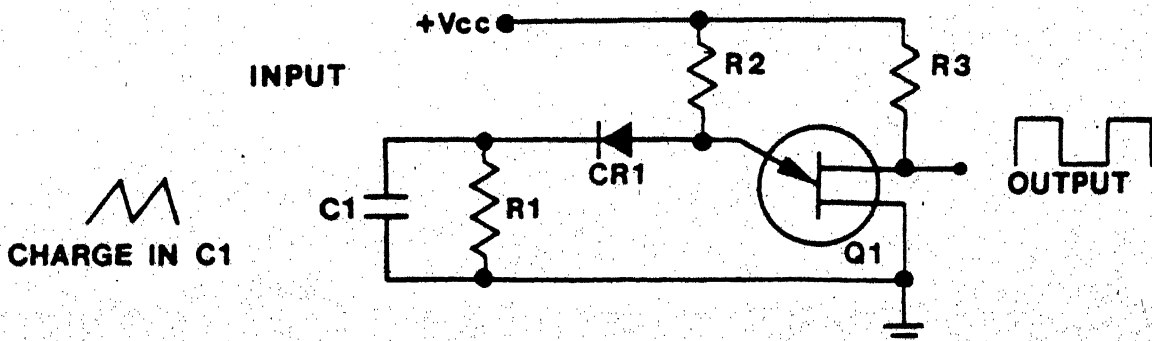 +Vcc
R2
R3
INPUT
CR1
OUTPUT
C1
R1
Q1
CHARGE IN C1